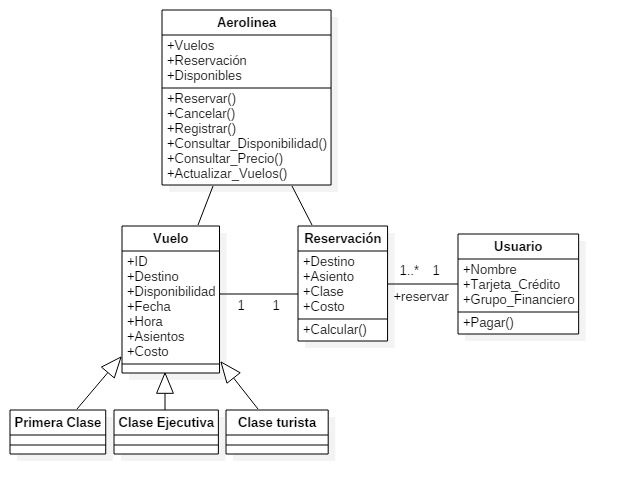 Aerolinea
+Vuelos
+Reservación
+Disponibles
+Reservar()
+Cancelar()
+Registrar()
+Consultar_Disponibilidad()
+Consultar_Precio()
+Actualizar_Vuelos()
Vuelo
+ID
+Destino
+Disponibilidad
+Fecha
+Hora
+Asientos
+Costo
1
1
Reservación
+Destino
+Asiento
+Clase
+Costo
+Calcular()
1..*
1
+reservar
Usuario
+Nombre
+Tarjeta_Crédito
+Grupo_Financiero
+Pagar()
Primera Clase
Clase Ejecutiva
Clase turista